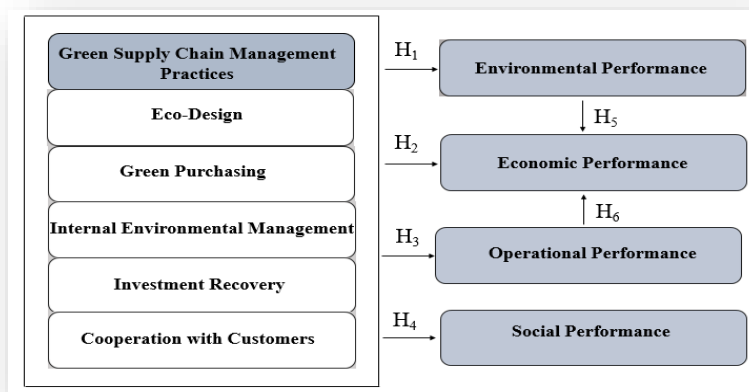 Green Supply Chain Management
Practices
Eco-Design
Green Purchasing
Internal Environmental Management
Investment Recovery
Cooperation with Customers
H₁
Environmental Performance
H₅
H₂
Economic Performance
H₆
H₃
Operational Performance
H₄
Social Performance